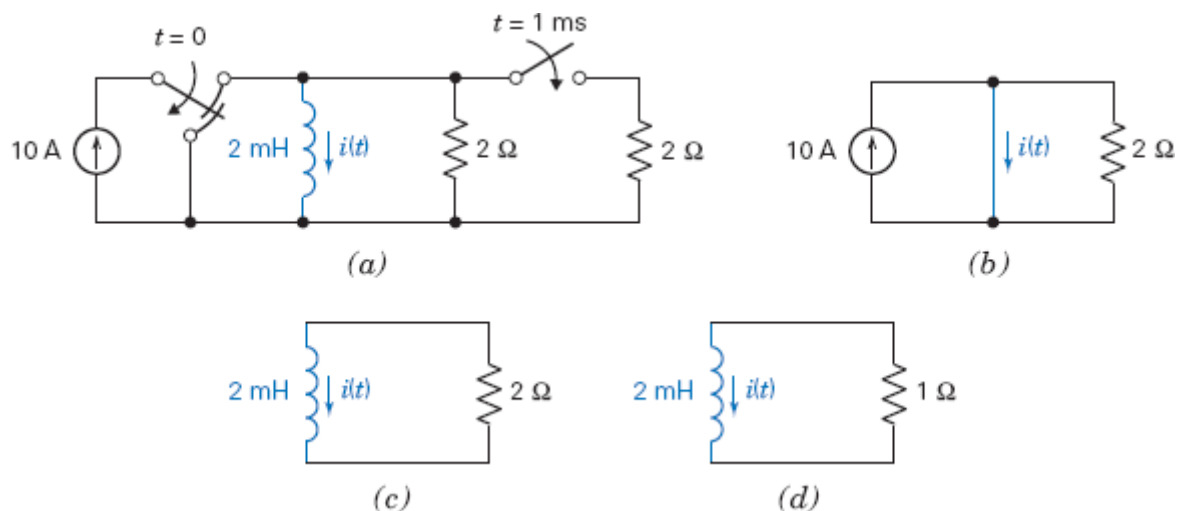 t = 0
t = 1 ms
10 A
2 mH
i(t)
2 Ω
2 Ω
(a)
10 A
i(t)
2 Ω
(b)
2 mH
i(t)
2 Ω
(c)
2 mH
i(t)
1 Ω
(d)